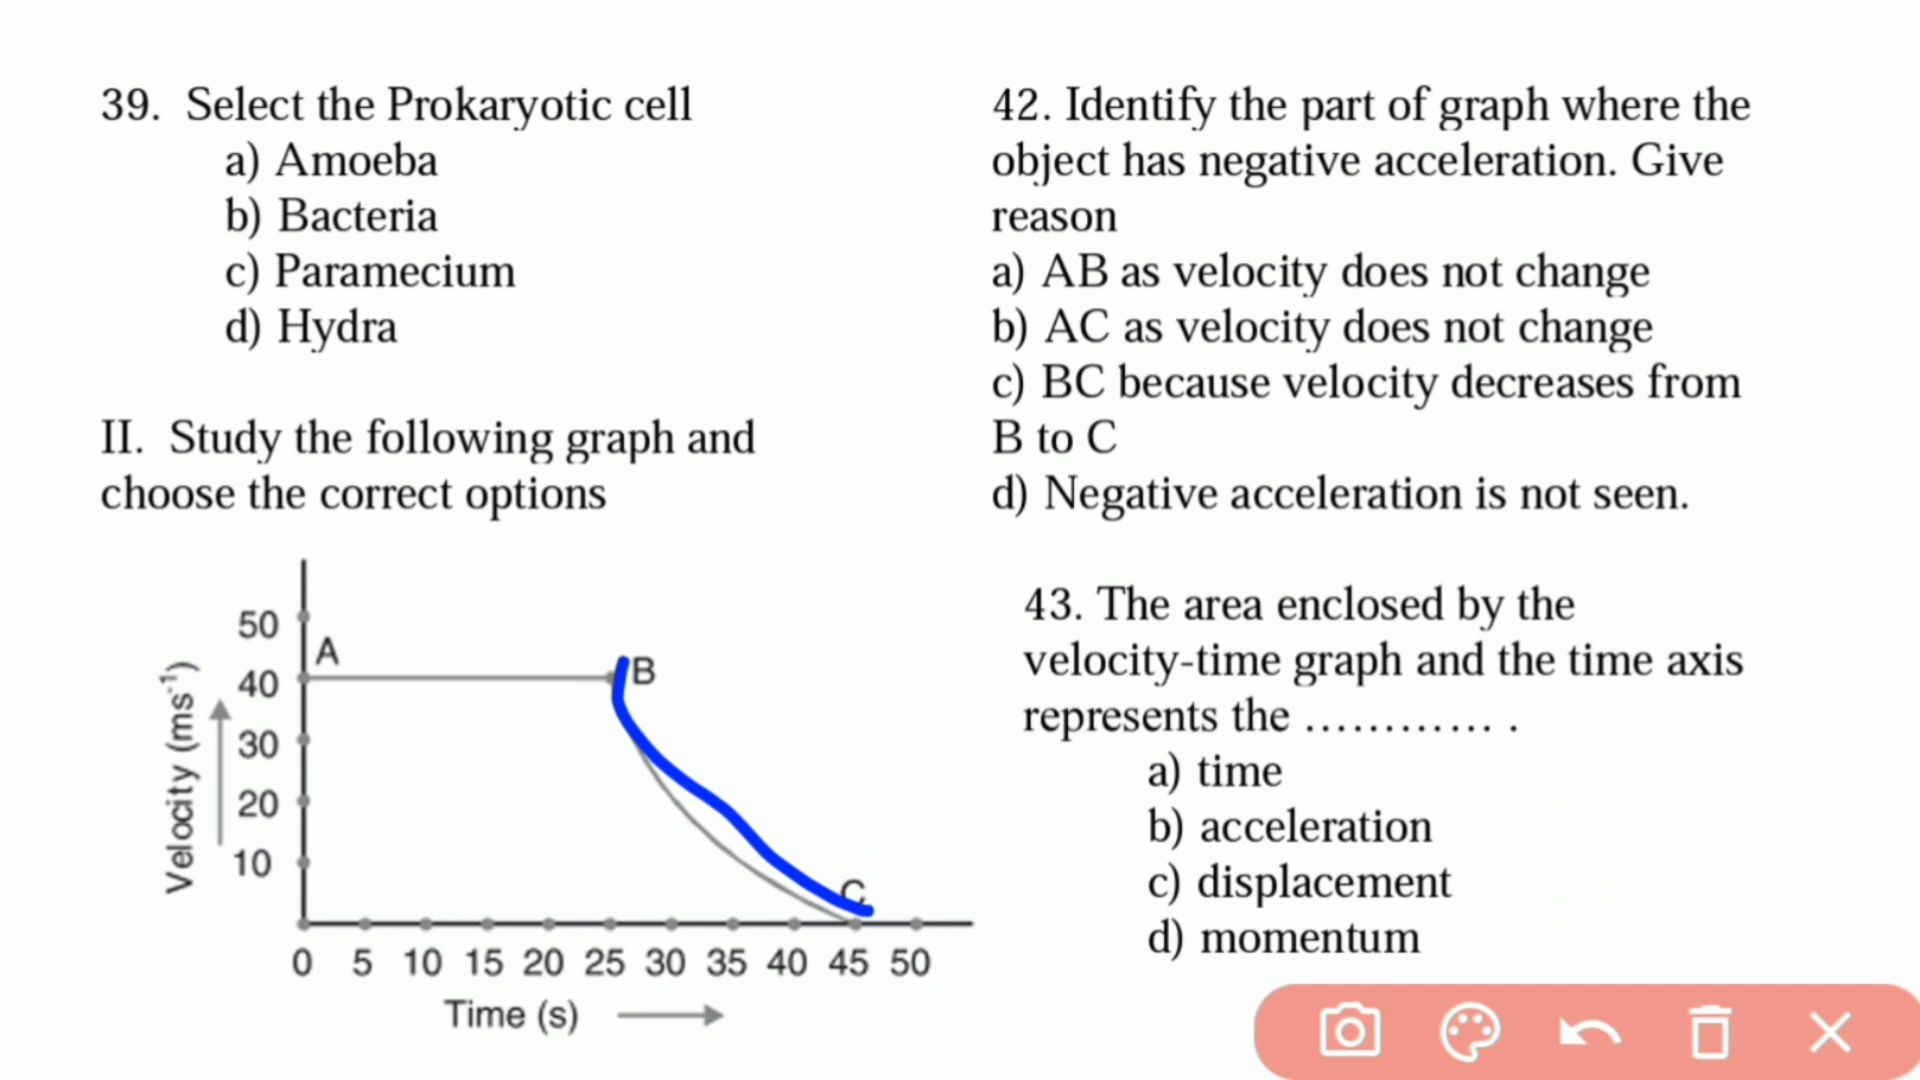 39. Select the Prokaryotic cell
a) Amoeba
b) Bacteria
c) Paramecium
d) Hydra
II. Study the following graph and
choose the correct options
50
40
30
20
10
Velocity (ms⁻¹)
A
B
C
0 5 10 15 20 25 30 35 40 45 50
Time (s)
42. Identify the part of graph where the
object has negative acceleration. Give
reason
a) AB as velocity does not change
b) AC as velocity does not change
c) BC because velocity decreases from
B to C
d) Negative acceleration is not seen.
43. The area enclosed by the
velocity-time graph and the time axis
represents the ............ .
a) time
b) acceleration
c) displacement
d) momentum